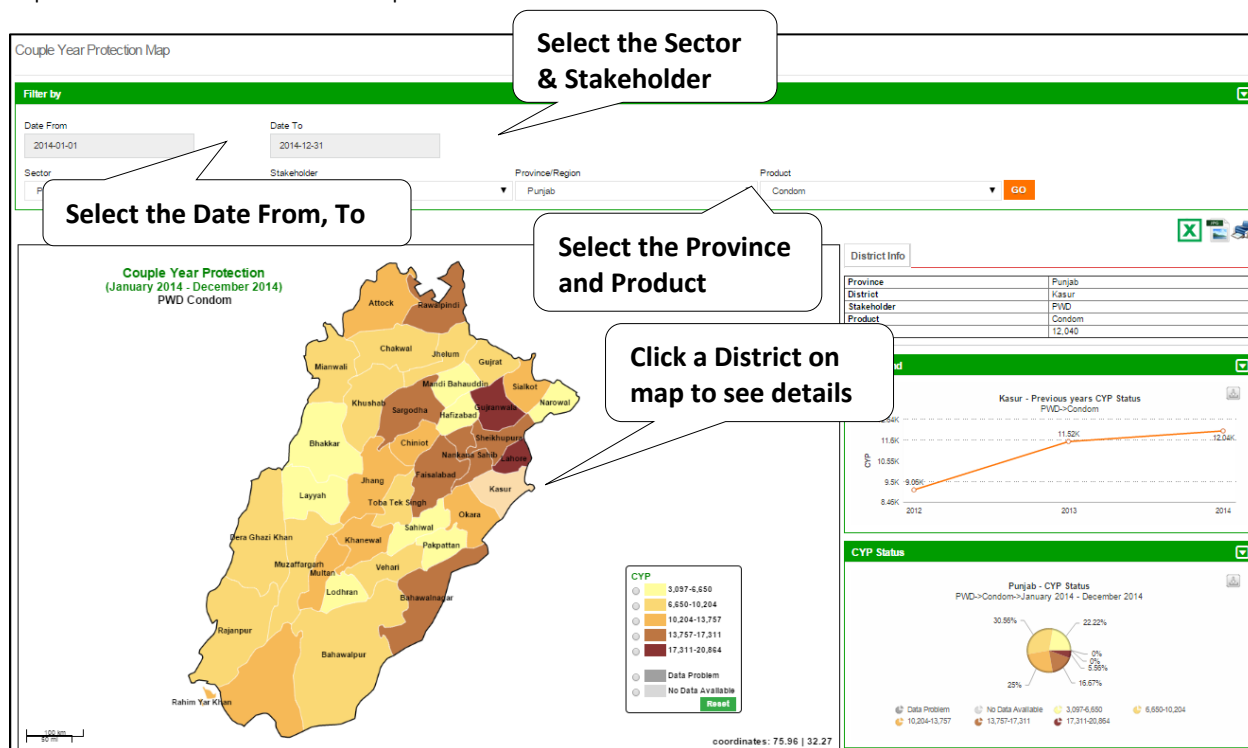 Couple Year Protection Map
Select the Sector
& Stakeholder
Filter by
Date From
Date To
2014-01-01
2014-12-31
Sector
Stakeholder
Province/Region
Product
Punjab
Condom
GO
Select the Date From, To
Select the Province
and Product
Click a District on
map to see details
Couple Year Protection
(January 2014 - December 2014)
PWD Condom
Attock
Rawalpindi
Chakwal
Jhelum
Gujrat
Mianwali
Mandi Bahauddin
Sialkot
Khushab
Sargodha
Gujranwala
Narowal
Hafizabad
Bhakkar
Chiniot
Sheikhupura
Nankana Sahib
Lahore
Faisalabad
Jhang
Kasur
Layyah
Toba Tek Singh
Okara
Sahiwal
Dera Ghazi Khan
Khanewal
Pakpattan
Muzaffargarh
Multan
Vehari
Lodhran
Bahawalnagar
Rajanpur
Bahawalpur
Rahim Yar Khan
100 km
50 mi
CYP
3,097-6,650
6,650-10,204
10,204-13,757
13,757-17,311
17,311-20,864
Data Problem
No Data Available
Reset
coordinates: 75.96 | 32.27
District Info
Province Punjab
District Kasur
Stakeholder PWD
Product Condom
12,040
Kasur - Previous years CYP Status
PWD->Condom
11.6K
10.55K
9.5K
8.45K
CYP
9.05K
11.52K
12.04K
2012
2013
2014
CYP Status
Punjab - CYP Status
PWD->Condom->January 2014 - December 2014
30.56%
22.22%
0%
0%
5.56%
16.67%
25%
Data Problem
No Data Available
3,097-6,650
6,650-10,204
10,204-13,757
13,757-17,311
17,311-20,864